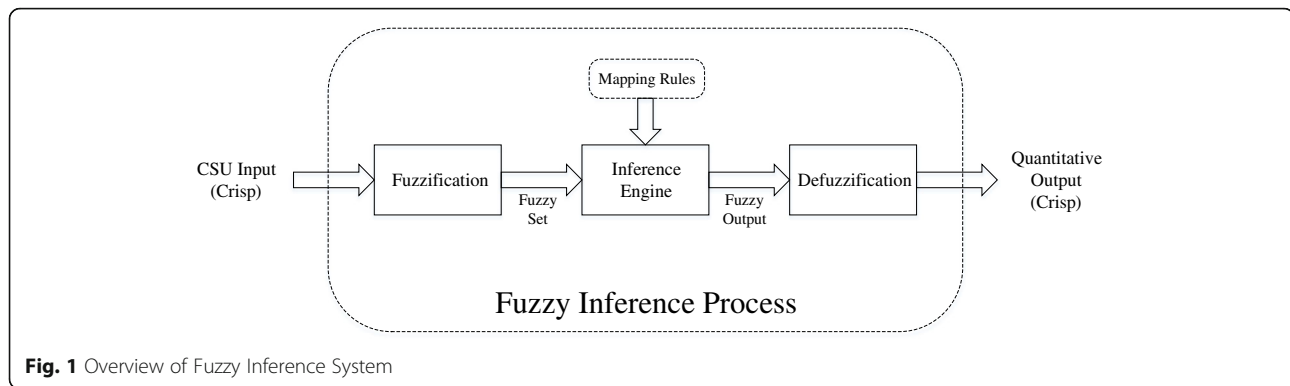 Mapping Rules
CSU Input
(Crisp)
Fuzzification
Fuzzy
Set
Inference
Engine
Fuzzy
Output
Defuzzification
Quantitative
Output
(Crisp)
Fuzzy Inference Process
Fig. 1 Overview of Fuzzy Inference System